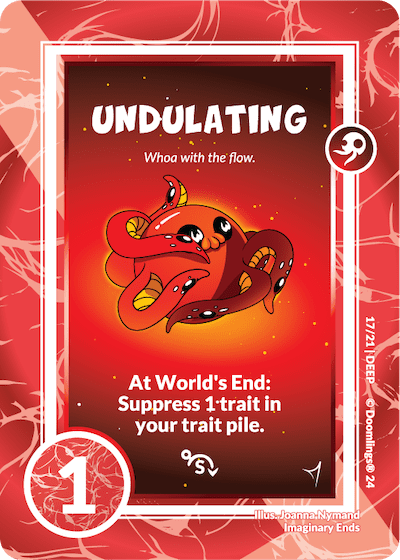 UNDULATING
Whoa with the flow.
At World's End:
Suppress 1 trait in
your trait pile.
S
1
17/21 | DEEP © Doomlings® 24
Illus. Joanna Nymand
Imaginary Ends